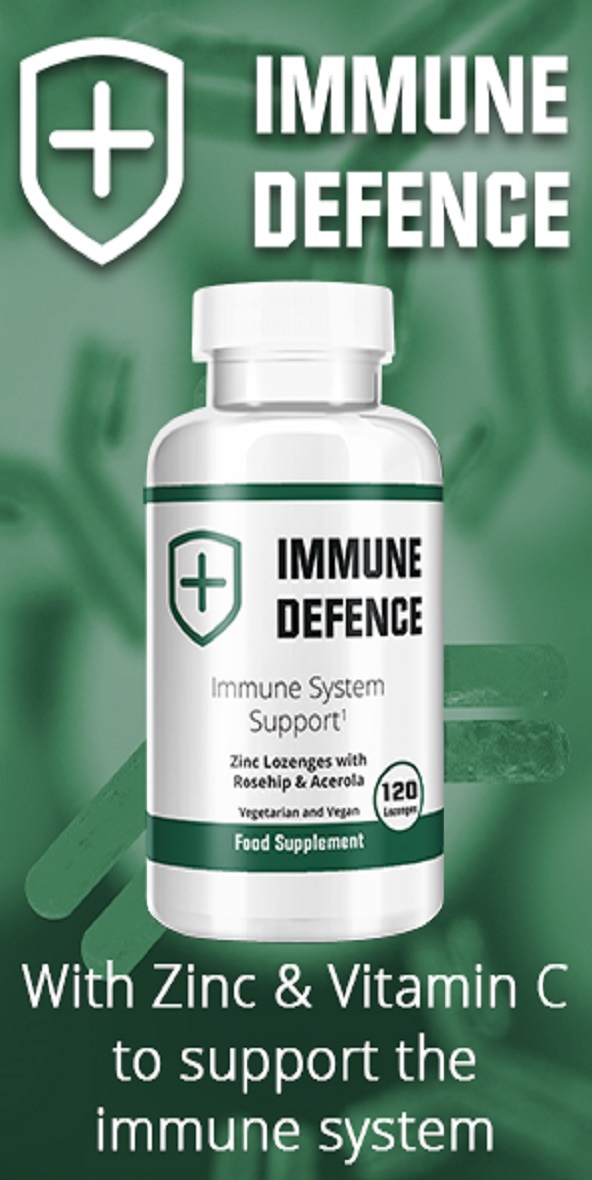 IMMUNE
DEFENCE
IMMUNE
DEFENCE
Immune System
Support¹
Zinc Lozenges with
Rosehip & Acerola
120
Lozenges
Vegetarian and Vegan
Food Supplement
With Zinc & Vitamin C
to support the
immune system